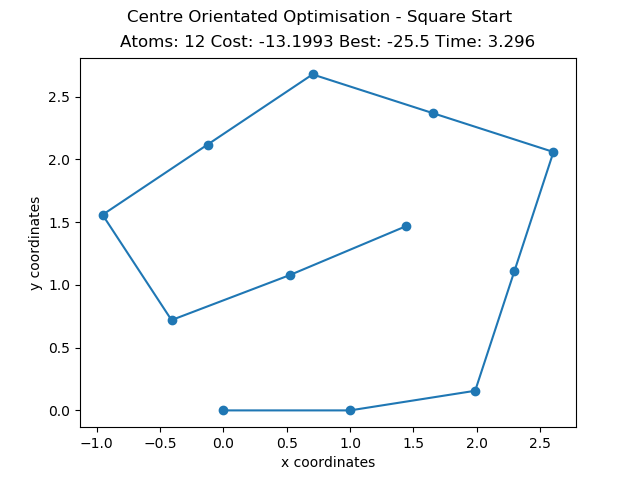 Centre Orientated Optimisation - Square Start
Atoms: 12 Cost: -13.1993 Best: -25.5 Time: 3.296
2.5
2.0
1.5
1.0
0.5
0.0
y coordinates
-1.0 -0.5 0.0 0.5 1.0 1.5 2.0 2.5
x coordinates